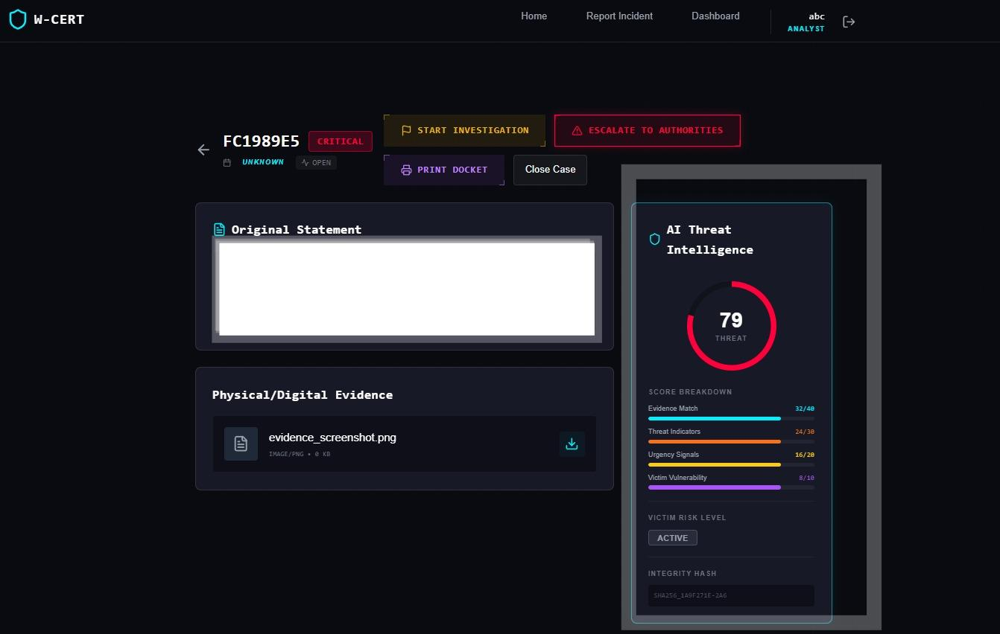 W-CERT
Home
Report Incident
Dashboard
abc
ANALYST
FC1989E5
CRITICAL
UNKNOWN
OPEN
START INVESTIGATION
ESCALATE TO AUTHORITIES
PRINT DOCKET
Close Case
Original Statement
Physical/Digital Evidence
evidence_screenshot.png
IMAGE/PNG • 0 KB
AI Threat
Intelligence
79
THREAT
SCORE BREAKDOWN
Evidence Match 32/40
Threat Indicators 24/30
Urgency Signals 16/20
Victim Vulnerability 8/10
VICTIM RISK LEVEL
ACTIVE
INTEGRITY HASH
SHA256_1A9F271E-2A6